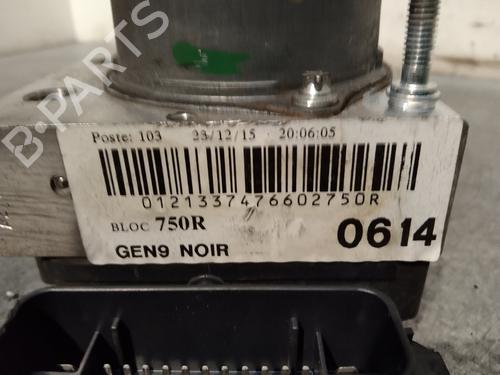 Poste: 103 23/12/15 20:06:05
0121337476602750R
BLOC 750R
0614
GEN9 NOIR
B-PARTS